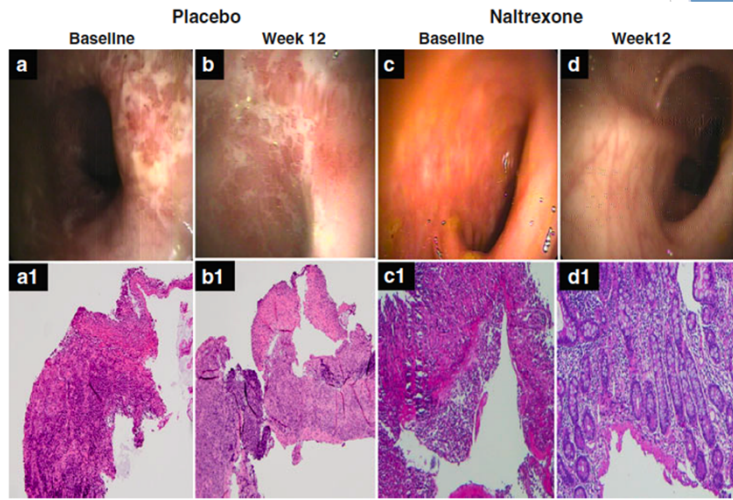 Placebo
Naltrexone
Baseline
Week 12
Baseline
Week12
a
b
c
d
a1
b1
c1
d1